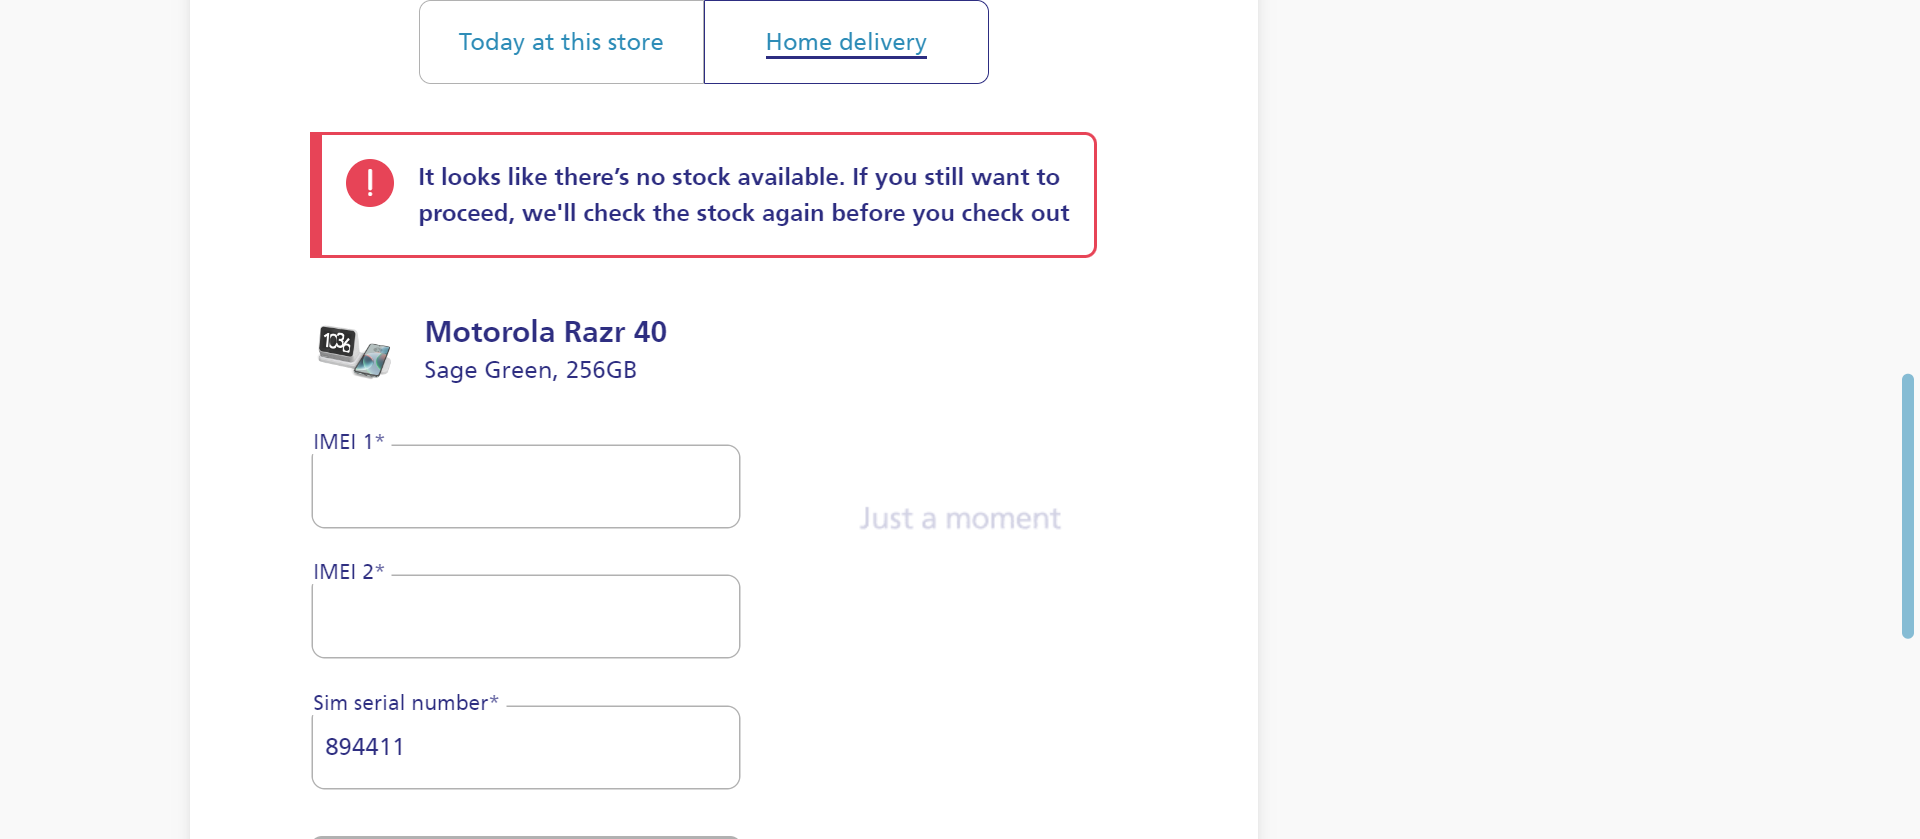 Today at this store
Home delivery
It looks like there’s no stock available. If you still want to
proceed, we'll check the stock again before you check out
10:36
Motorola Razr 40
Sage Green, 256GB
IMEI 1*
Just a moment
IMEI 2*
Sim serial number*
894411